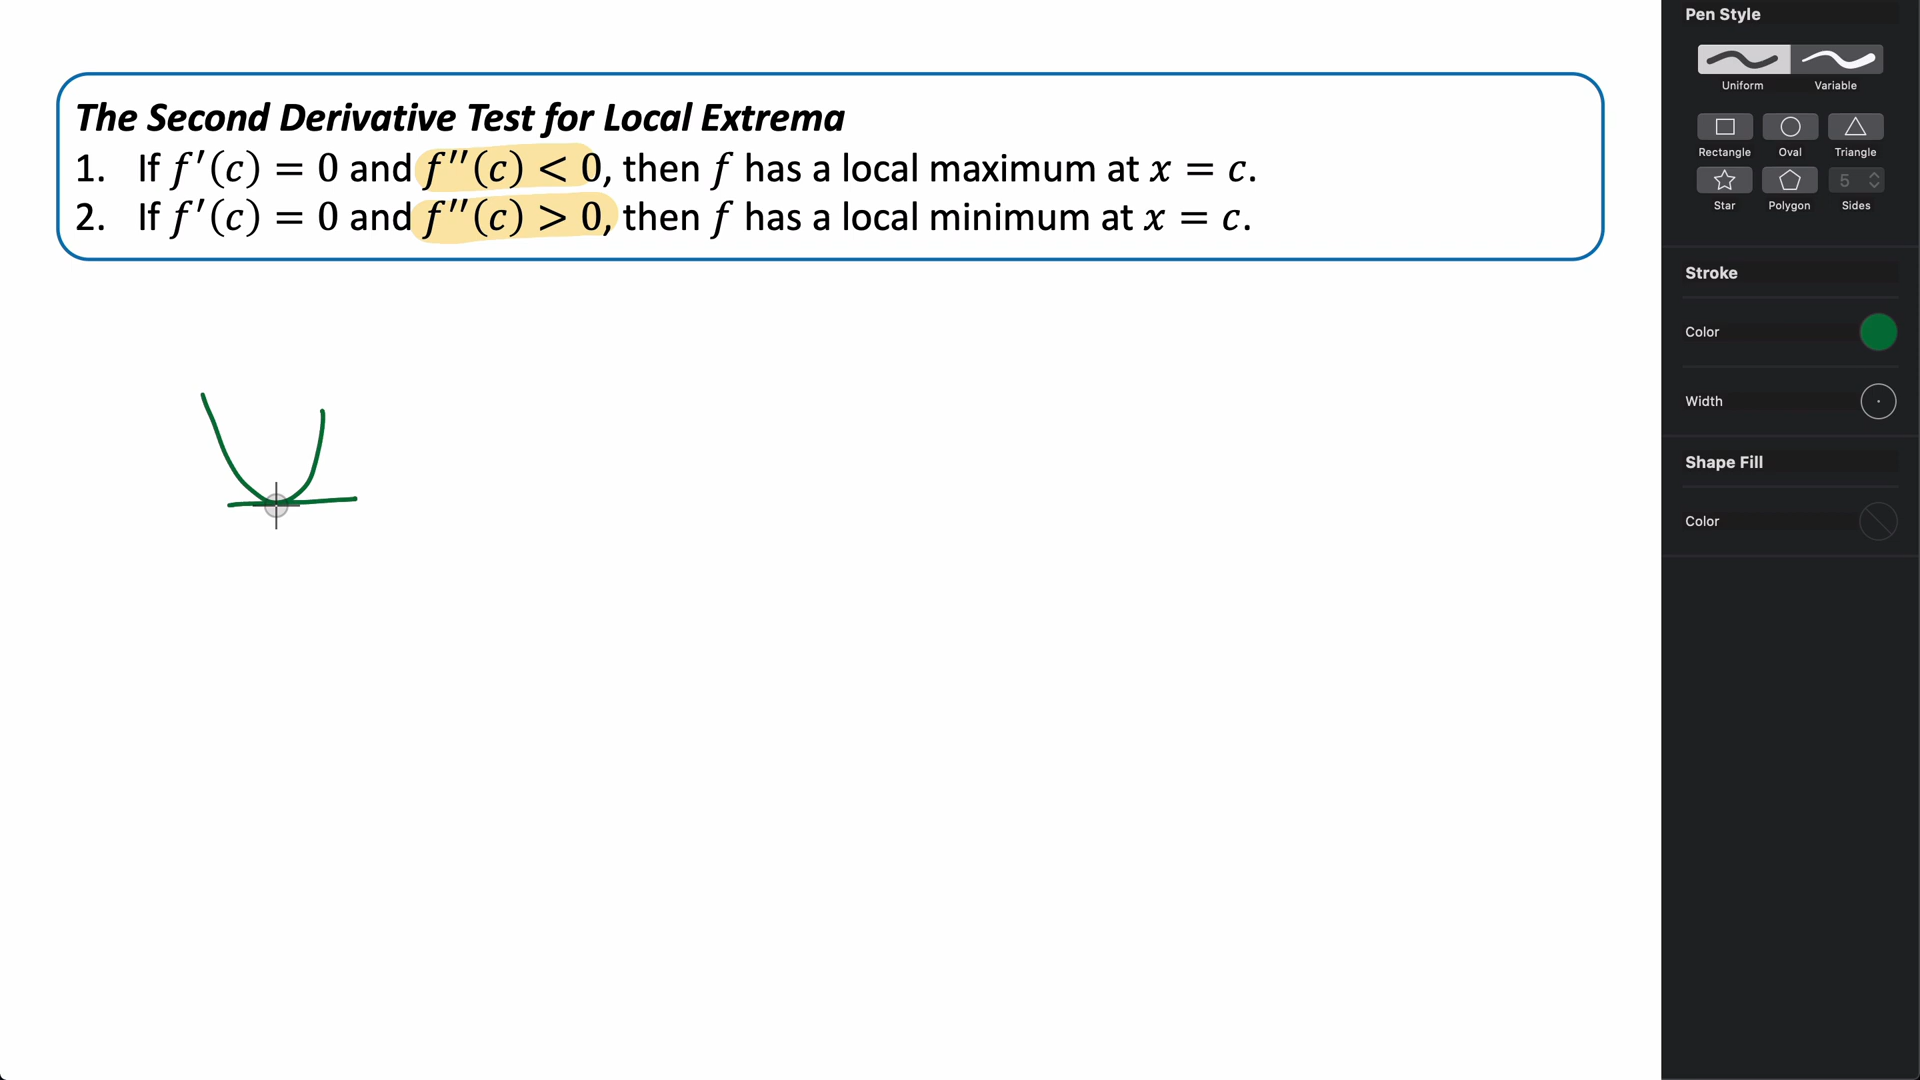 The Second Derivative Test for Local Extrema
1. If f′(c) = 0 and f″(c) < 0, then f has a local maximum at x = c.
2. If f′(c) = 0 and f″(c) > 0, then f has a local minimum at x = c.
Pen Style
Uniform Variable
Rectangle Oval Triangle
5
Star Polygon Sides
Stroke
Color
Width
Shape Fill
Color